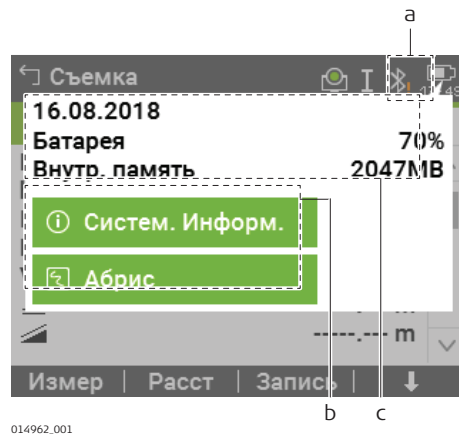 a
Съемка
16.08.2018
Батарея 70%
Внутр. память 2047MB
Систем. Информ.
Абрис
-----.--- m
Измер | Расст | Запись |
b c
014962_001